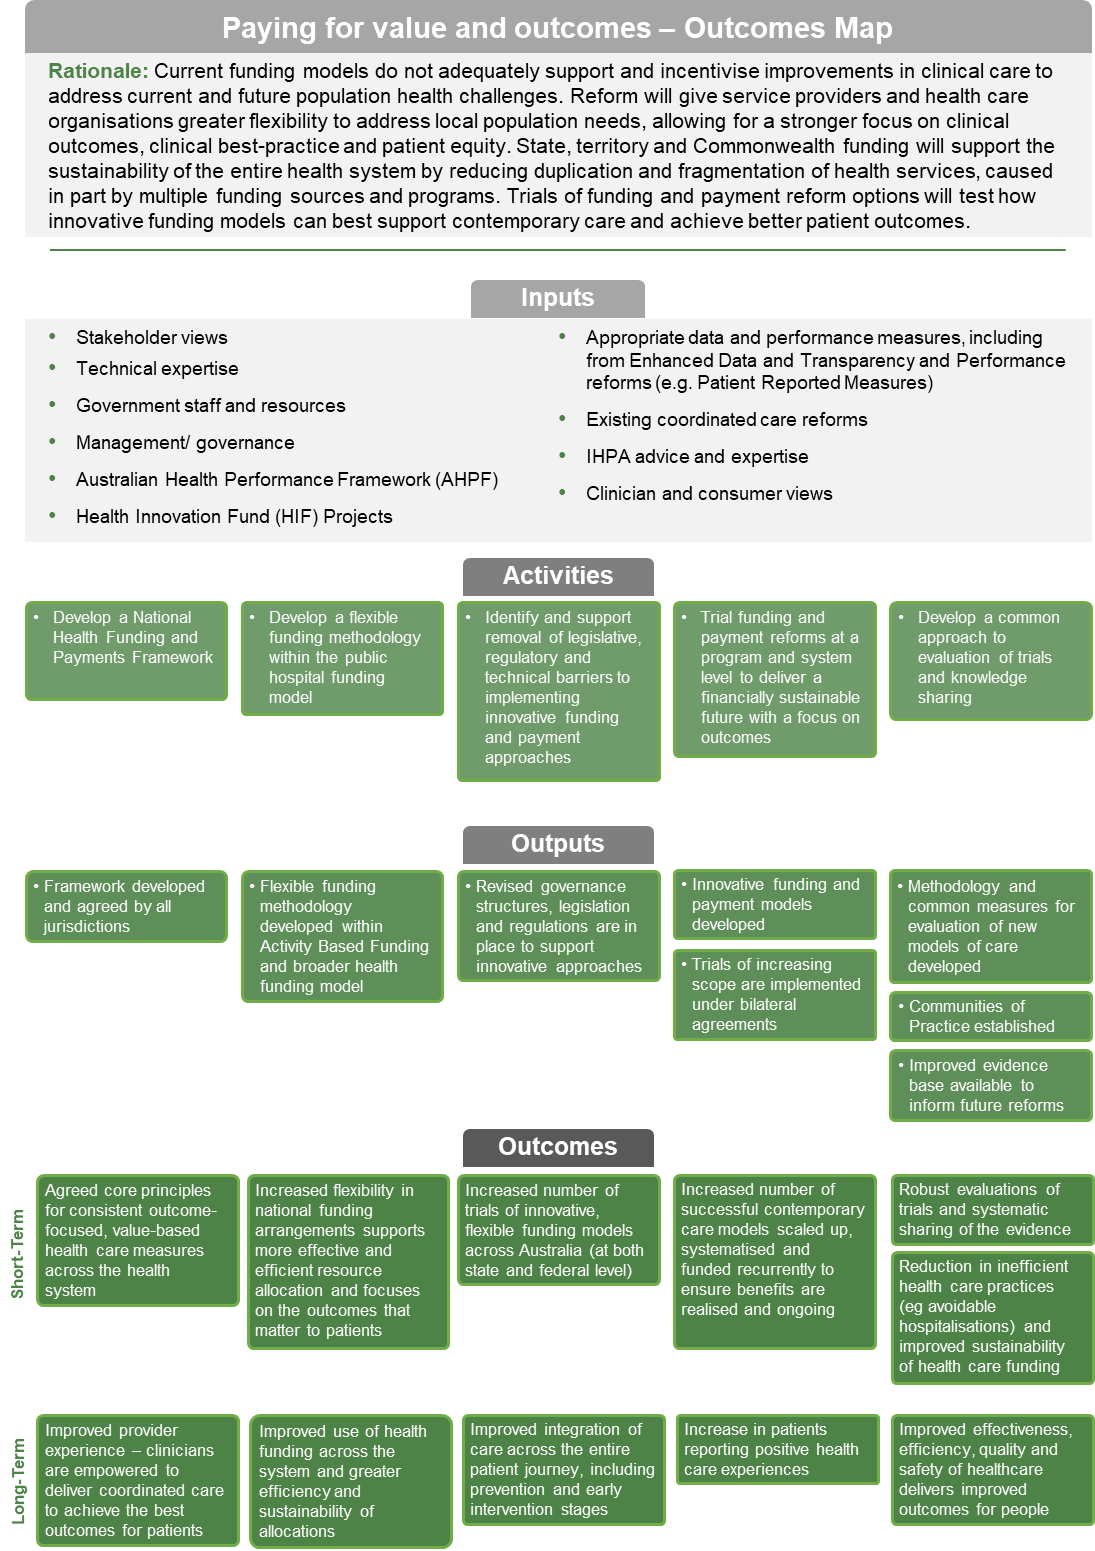 Paying for value and outcomes – Outcomes Map
Rationale: Current funding models do not adequately support and incentivise improvements in clinical care to
address current and future population health challenges. Reform will give service providers and health care
organisations greater flexibility to address local population needs, allowing for a stronger focus on clinical
outcomes, clinical best-practice and patient equity. State, territory and Commonwealth funding will support the
sustainability of the entire health system by reducing duplication and fragmentation of health services, caused
in part by multiple funding sources and programs. Trials of funding and payment reform options will test how
innovative funding models can best support contemporary care and achieve better patient outcomes.
Inputs
• Stakeholder views
• Technical expertise
• Government staff and resources
• Management/ governance
• Australian Health Performance Framework (AHPF)
• Health Innovation Fund (HIF) Projects
• Appropriate data and performance measures, including
from Enhanced Data and Transparency and Performance
reforms (e.g. Patient Reported Measures)
• Existing coordinated care reforms
• IHPA advice and expertise
• Clinician and consumer views
Activities
• Develop a National
Health Funding and
Payments Framework
• Develop a flexible
funding methodology
within the public
hospital funding
model
• Identify and support
removal of legislative,
regulatory and
technical barriers to
implementing
innovative funding
and payment
approaches
• Trial funding and
payment reforms at a
program and system
level to deliver a
financially sustainable
future with a focus on
outcomes
• Develop a common
approach to
evaluation of trials
and knowledge
sharing
Outputs
• Framework developed
and agreed by all
jurisdictions
• Flexible funding
methodology
developed within
Activity Based Funding
and broader health
funding model
• Revised governance
structures, legislation
and regulations are in
place to support
innovative approaches
• Innovative funding and
payment models
developed
• Trials of increasing
scope are implemented
under bilateral
agreements
• Methodology and
common measures for
evaluation of new
models of care
developed
• Communities of
Practice established
• Improved evidence
base available to
inform future reforms
Outcomes
Short-Term
Agreed core principles
for consistent outcome-
focused, value-based
health care measures
across the health
system
Increased flexibility in
national funding
arrangements supports
more effective and
efficient resource
allocation and focuses
on the outcomes that
matter to patients
Increased number of
trials of innovative,
flexible funding models
across Australia (at both
state and federal level)
Increased number of
successful contemporary
care models scaled up,
systematised and
funded recurrently to
ensure benefits are
realised and ongoing
Robust evaluations of
trials and systematic
sharing of the evidence
Reduction in inefficient
health care practices
(eg avoidable
hospitalisations) and
improved sustainability
of health care funding
Long-Term
Improved provider
experience – clinicians
are empowered to
deliver coordinated care
to achieve the best
outcomes for patients
Improved use of health
funding across the
system and greater
efficiency and
sustainability of
allocations
Improved integration of
care across the entire
patient journey, including
prevention and early
intervention stages
Increase in patients
reporting positive health
care experiences
Improved effectiveness,
efficiency, quality and
safety of healthcare
delivers improved
outcomes for people